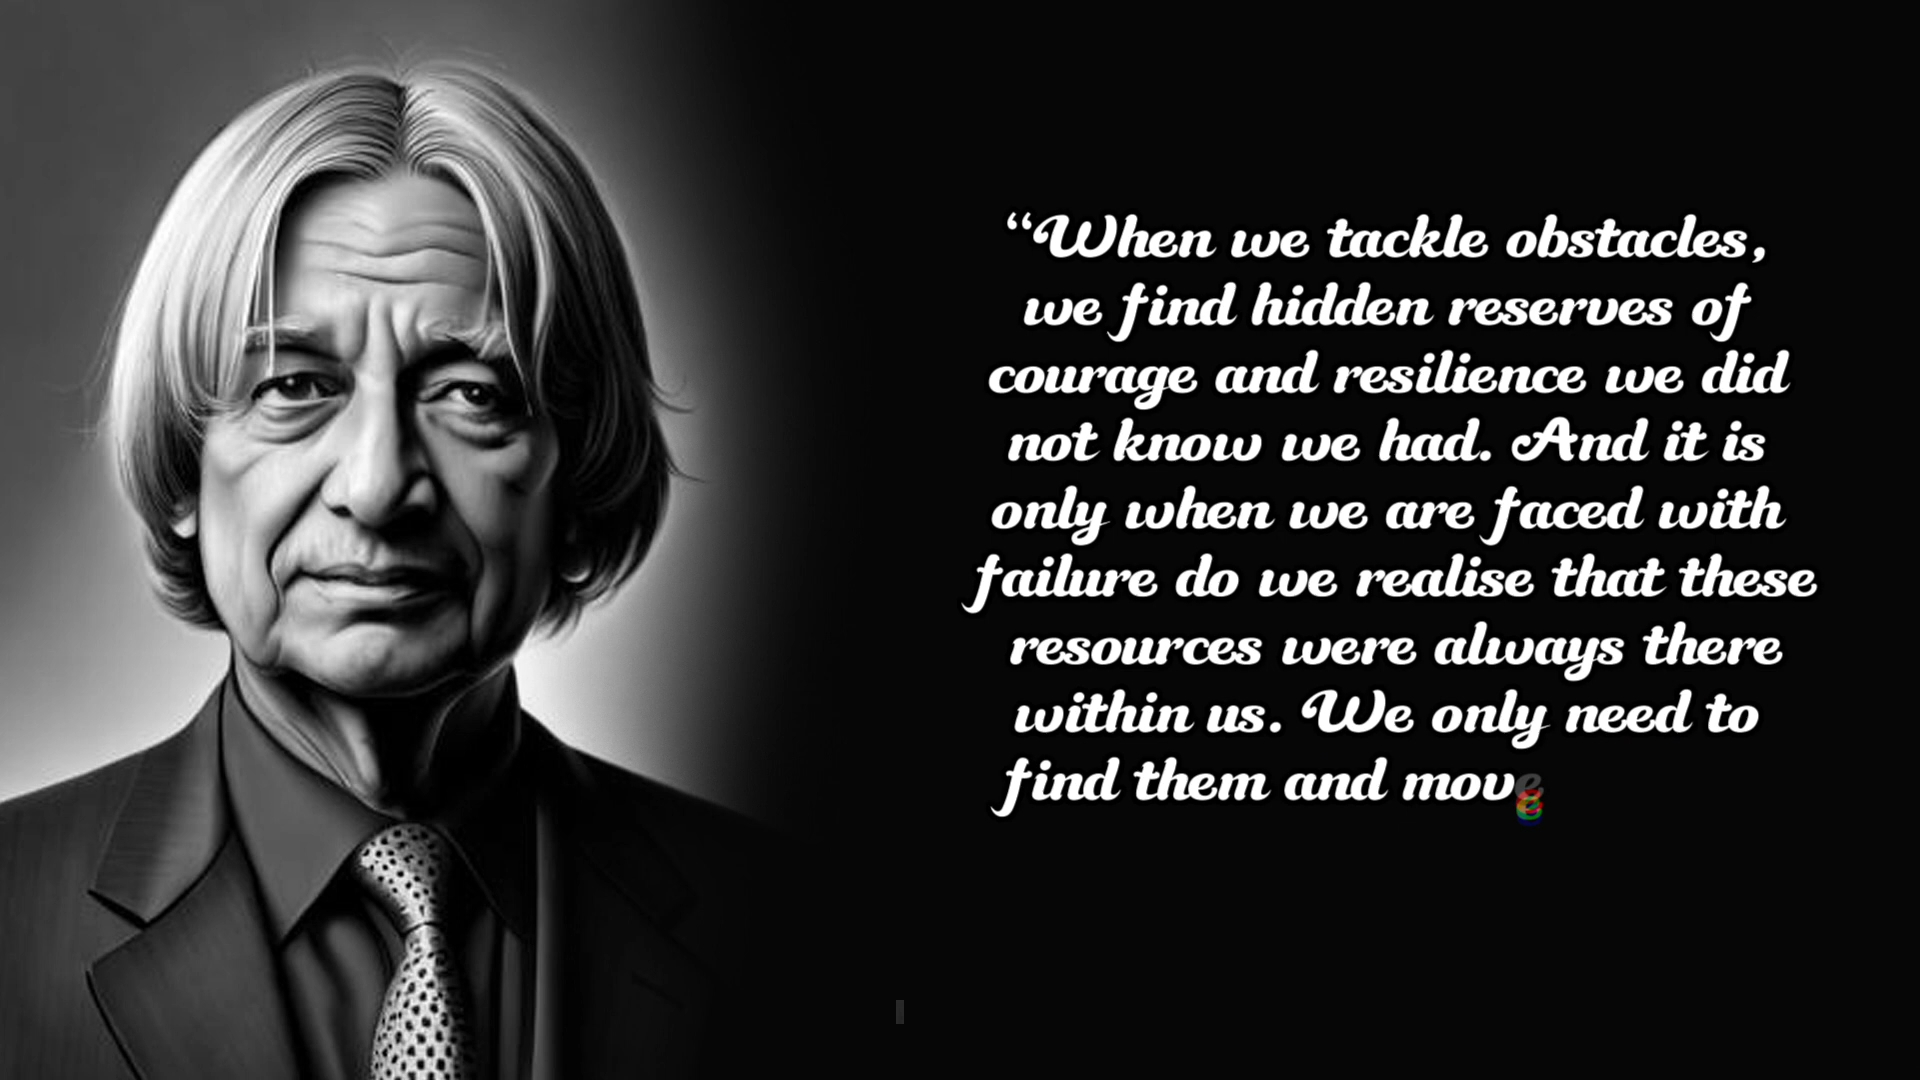 “When we tackle obstacles,
we find hidden reserves of
courage and resilience we did
not know we had. And it is
only when we are faced with
failure do we realise that these
resources were always there
within us. We only need to
find them and move